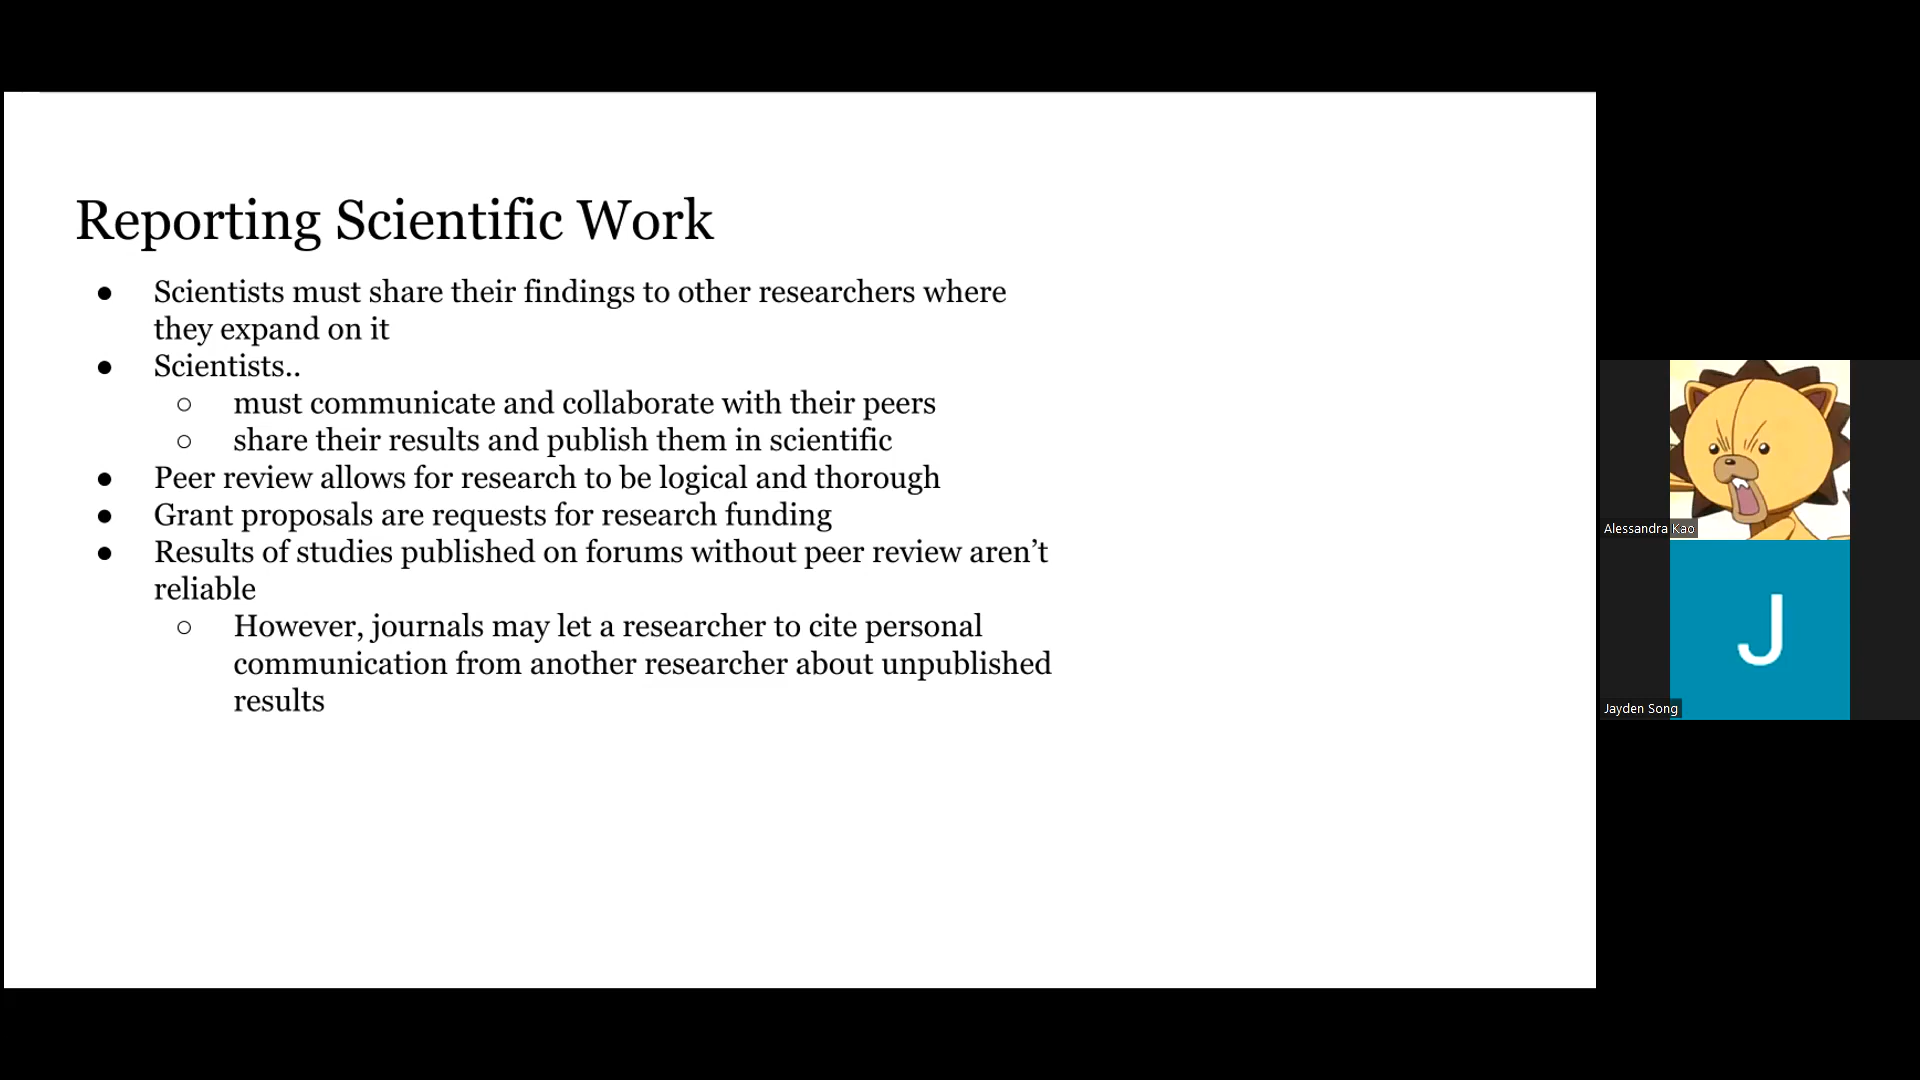 Reporting Scientific Work
● Scientists must share their findings to other researchers where
they expand on it
● Scientists..
○ must communicate and collaborate with their peers
○ share their results and publish them in scientific
● Peer review allows for research to be logical and thorough
● Grant proposals are requests for research funding
● Results of studies published on forums without peer review aren’t
reliable
○ However, journals may let a researcher to cite personal
communication from another researcher about unpublished
results
Alessandra Kao
J
Jayden Song